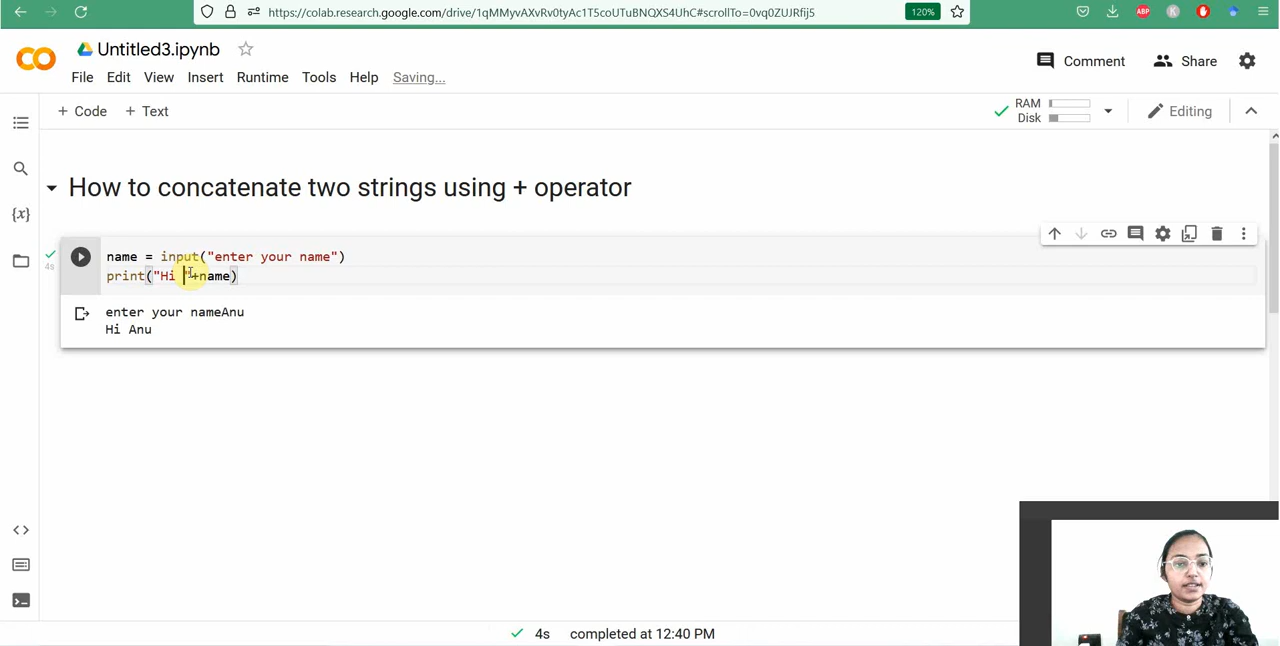 https://colab.research.google.com/drive/1qMMyvAXvRv0tyAc1T5coUTuBNQXS4UhC#scrollTo=0vq0ZUJRfij5
120%
ABP
K
Untitled3.ipynb
File Edit View Insert Runtime Tools Help Saving...
Comment
Share
+ Code + Text
RAM
Disk
Editing
How to concatenate two strings using + operator
{x}
4s
name = input("enter your name")
print("Hi "+name)
enter your nameAnu
Hi Anu
4s completed at 12:40 PM